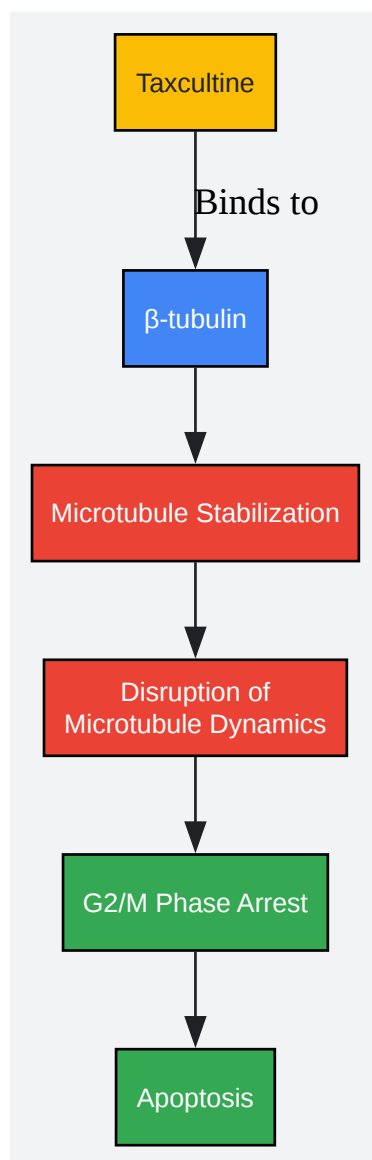 Taxcultine
Binds to
β-tubulin
Microtubule Stabilization
Disruption of
Microtubule Dynamics
G2/M Phase Arrest
Apoptosis